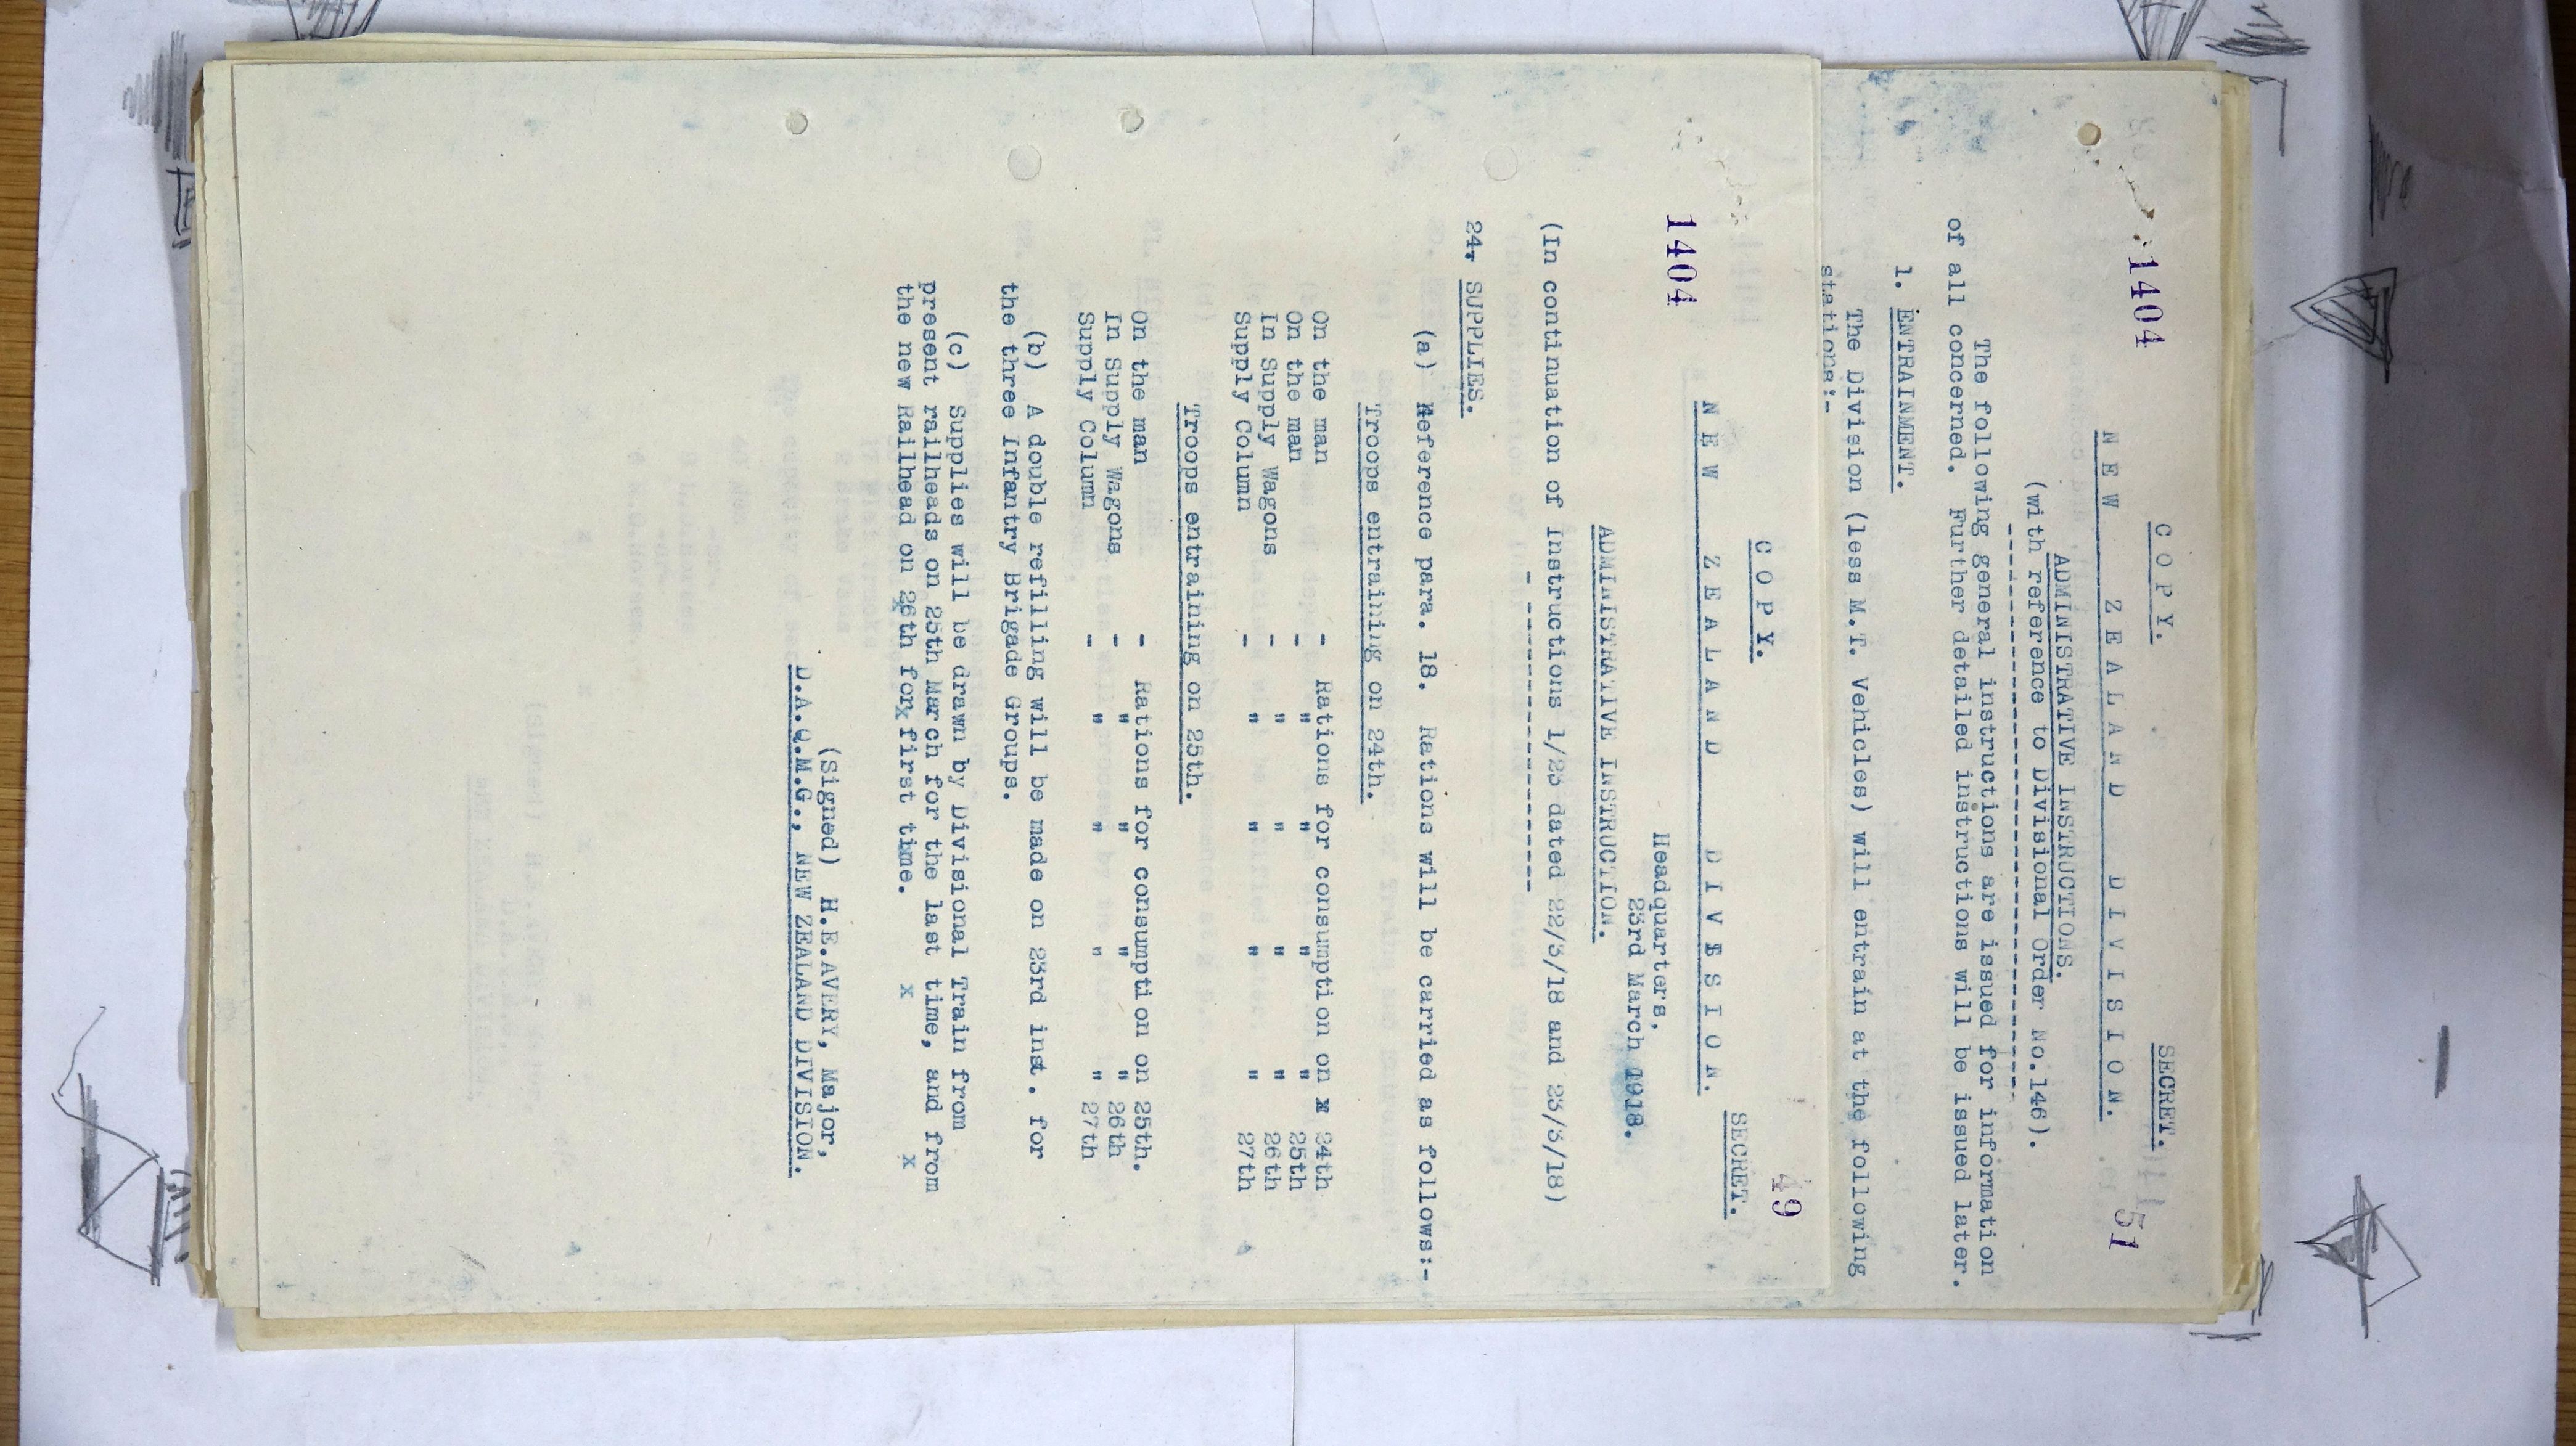 1404
C O P Y.
SECRET.
51
N E W Z E A L A N D D I V I S I O N.
ADMINISTRATIVE INSTRUCTIONS.
(with reference to Divisional Order No.146).
The following general instructions are issued for information
of all concerned. Further detailed instructions will be issued later.
1. ENTRAINMENT.
The Division (less M.T. Vehicles) will entrain at the following
stations:-
49
C O P Y.
SECRET.
1404
N E W Z E A L A N D D I V I S I O N.
Headquarters,
23rd March 1918.
ADMINISTRATIVE INSTRUCTION.
(In continuation of Instructions 1/23 dated 22/3/18 and 23/3/18)
24. SUPPLIES.
(a) Reference para. 18. Rations will be carried as follows:-
Troops entraining on 24th.
On the man - Rations for consumption on x 24th
On the man - " " " " 25th
In Supply Wagons - " " " " 26th
Supply Column - " " " " 27th
Troops entraining on 25th.
On the man - Rations for consumption on 25th.
In Supply Wagons - " " " " 26th
Supply Column - " " " " 27th
(b) A double refilling will be made on 23rd inst. for
the three Infantry Brigade Groups.
(c) Supplies will be drawn by Divisional Train from
present railheads on 25th March for the last time, and from
the new Railhead on 26th for first time. x x
(Signed) H.E.AVERY, Major,
D.A.Q.M.G., NEW ZEALAND DIVISION.